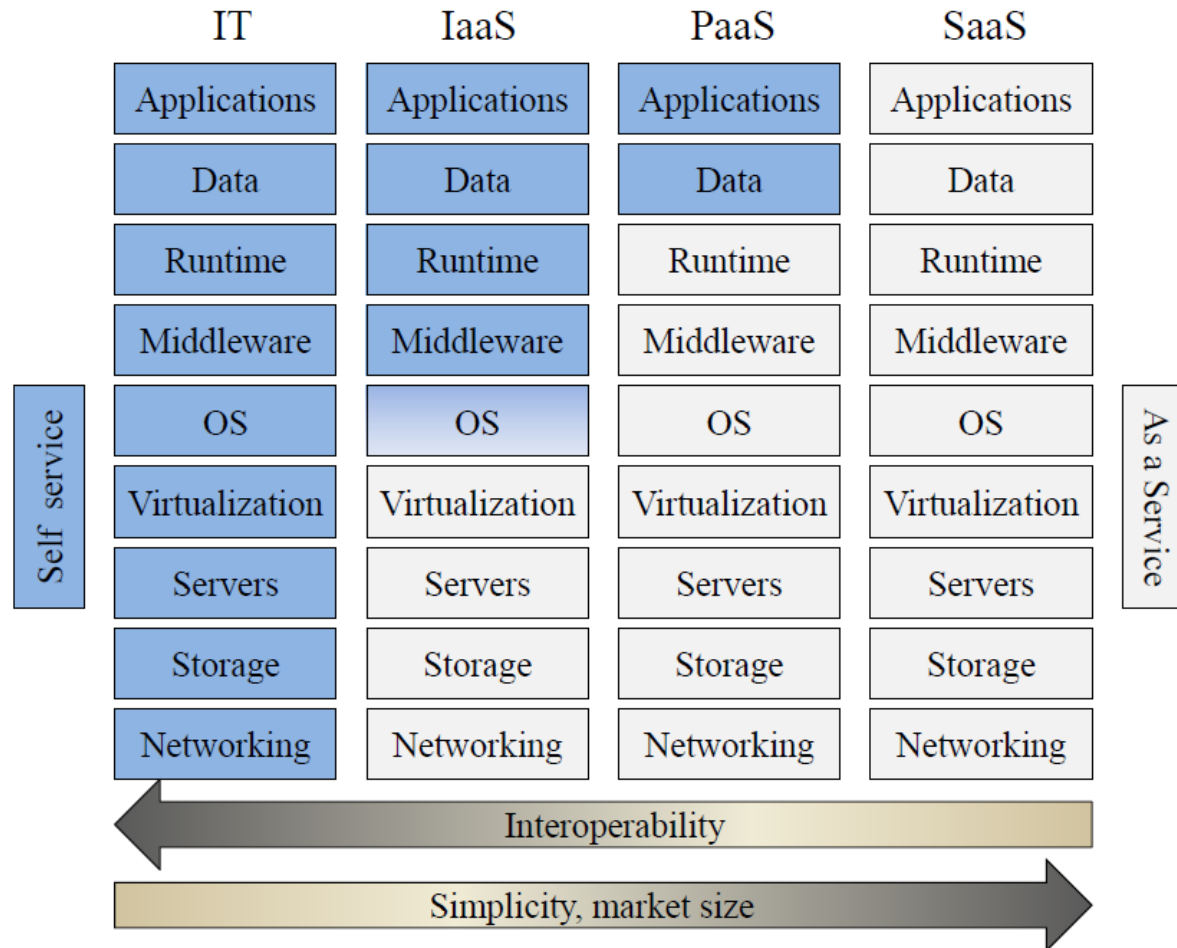 IT IaaS PaaS SaaS
Applications Applications Applications Applications
Data Data Data Data
Runtime Runtime Runtime Runtime
Middleware Middleware Middleware Middleware
OS OS OS OS
Virtualization Virtualization Virtualization Virtualization
Servers Servers Servers Servers
Storage Storage Storage Storage
Networking Networking Networking Networking
Self service
As a Service
Interoperability
Simplicity, market size